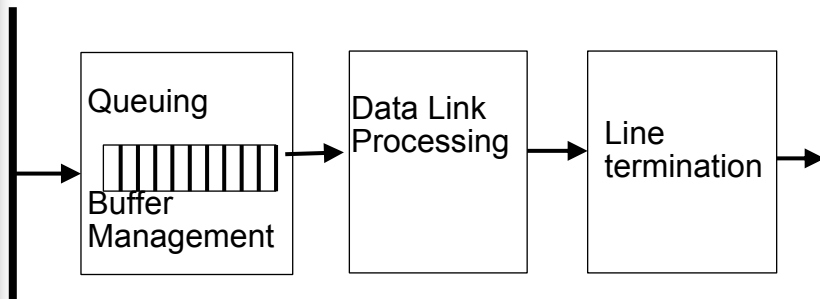 Queuing
Buffer
Management
Data Link
Processing
Line
termination